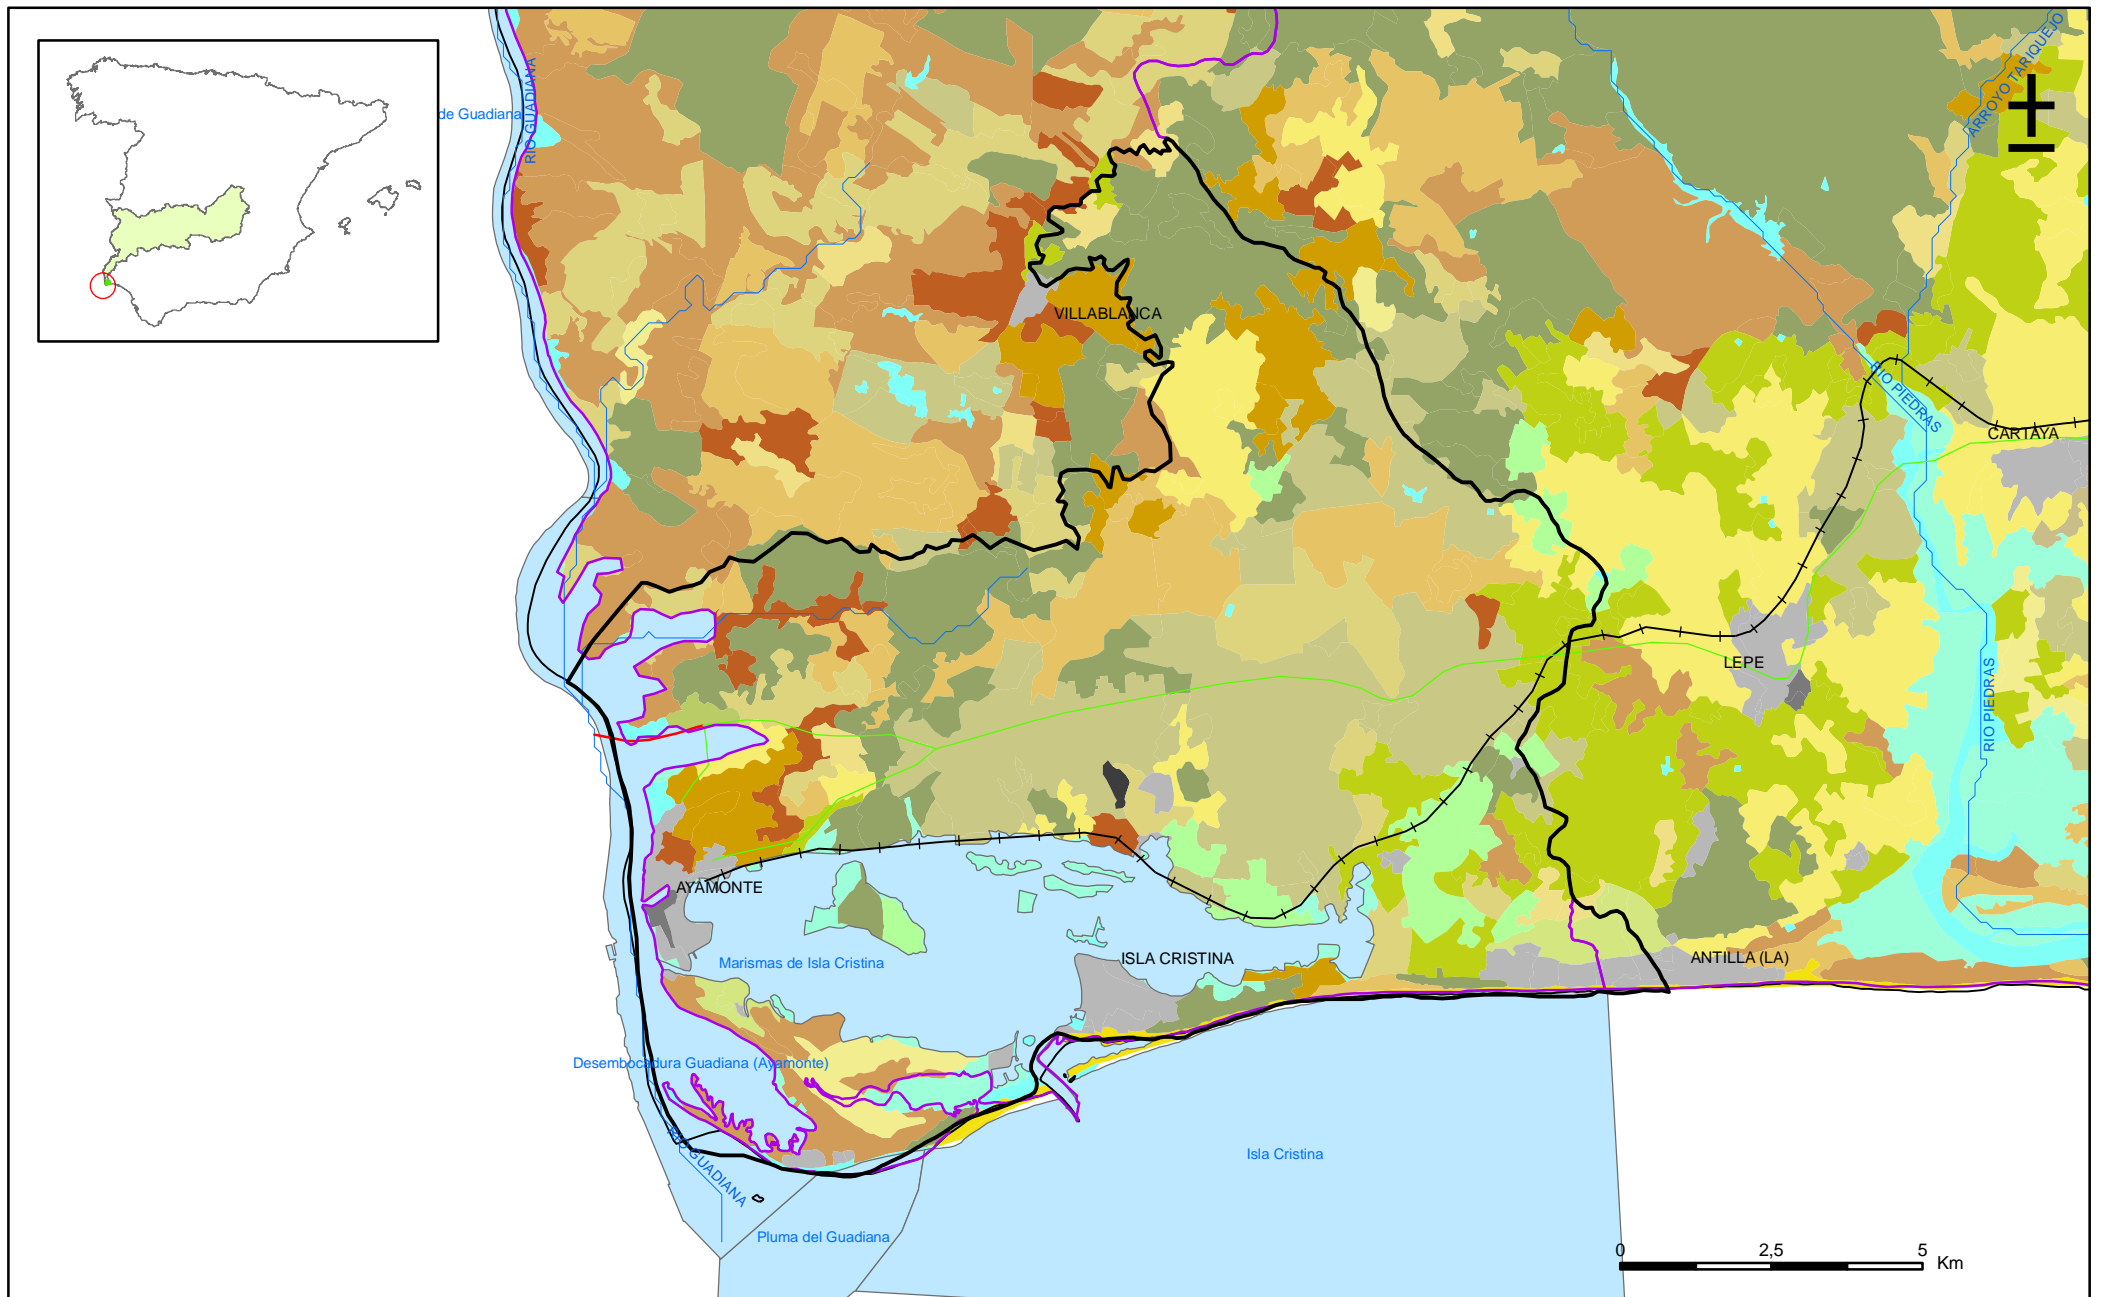 de Guadiana
RIO GUADIANA
ARROYO TARIQUEJO
VILLABLANCA
RIO PIEDRAS
CARTAYA
LEPE
RIO PIEDRAS
AYAMONTE
Marismas de Isla Cristina
ISLA CRISTINA
ANTILLA (LA)
Desembocadura Guadiana (Ayamonte)
RIO GUADIANA
Isla Cristina
Pluma del Guadiana
0 2,5 5 Km